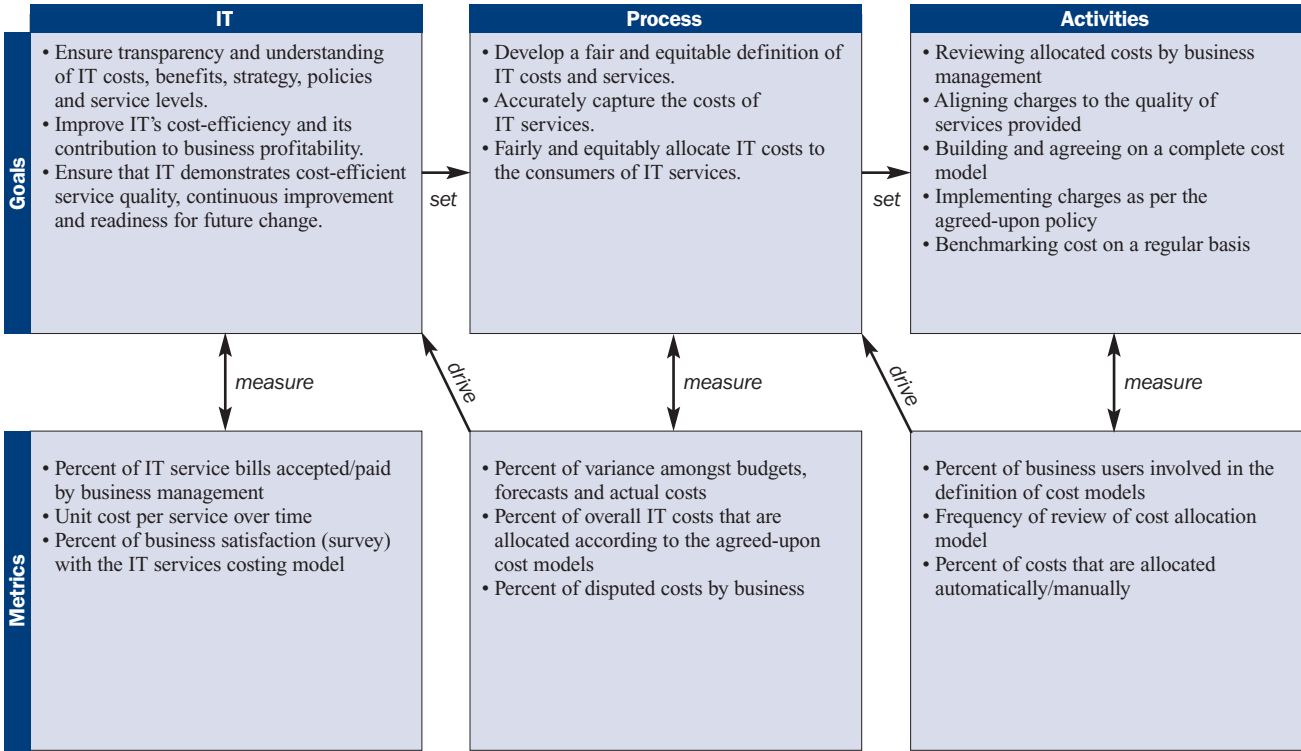 IT
Process
Activities
Goals
• Ensure transparency and understanding
of IT costs, benefits, strategy, policies
and service levels.
• Improve IT’s cost-efficiency and its
contribution to business profitability.
• Ensure that IT demonstrates cost-efficient
service quality, continuous improvement
and readiness for future change.
set
• Develop a fair and equitable definition of
IT costs and services.
• Accurately capture the costs of
IT services.
• Fairly and equitably allocate IT costs to
the consumers of IT services.
set
• Reviewing allocated costs by business
management
• Aligning charges to the quality of
services provided
• Building and agreeing on a complete cost
model
• Implementing charges as per the
agreed-upon policy
• Benchmarking cost on a regular basis
measure
drive
measure
drive
measure
Metrics
• Percent of IT service bills accepted/paid
by business management
• Unit cost per service over time
• Percent of business satisfaction (survey)
with the IT services costing model
• Percent of variance amongst budgets,
forecasts and actual costs
• Percent of overall IT costs that are
allocated according to the agreed-upon
cost models
• Percent of disputed costs by business
• Percent of business users involved in the
definition of cost models
• Frequency of review of cost allocation
model
• Percent of costs that are allocated
automatically/manually